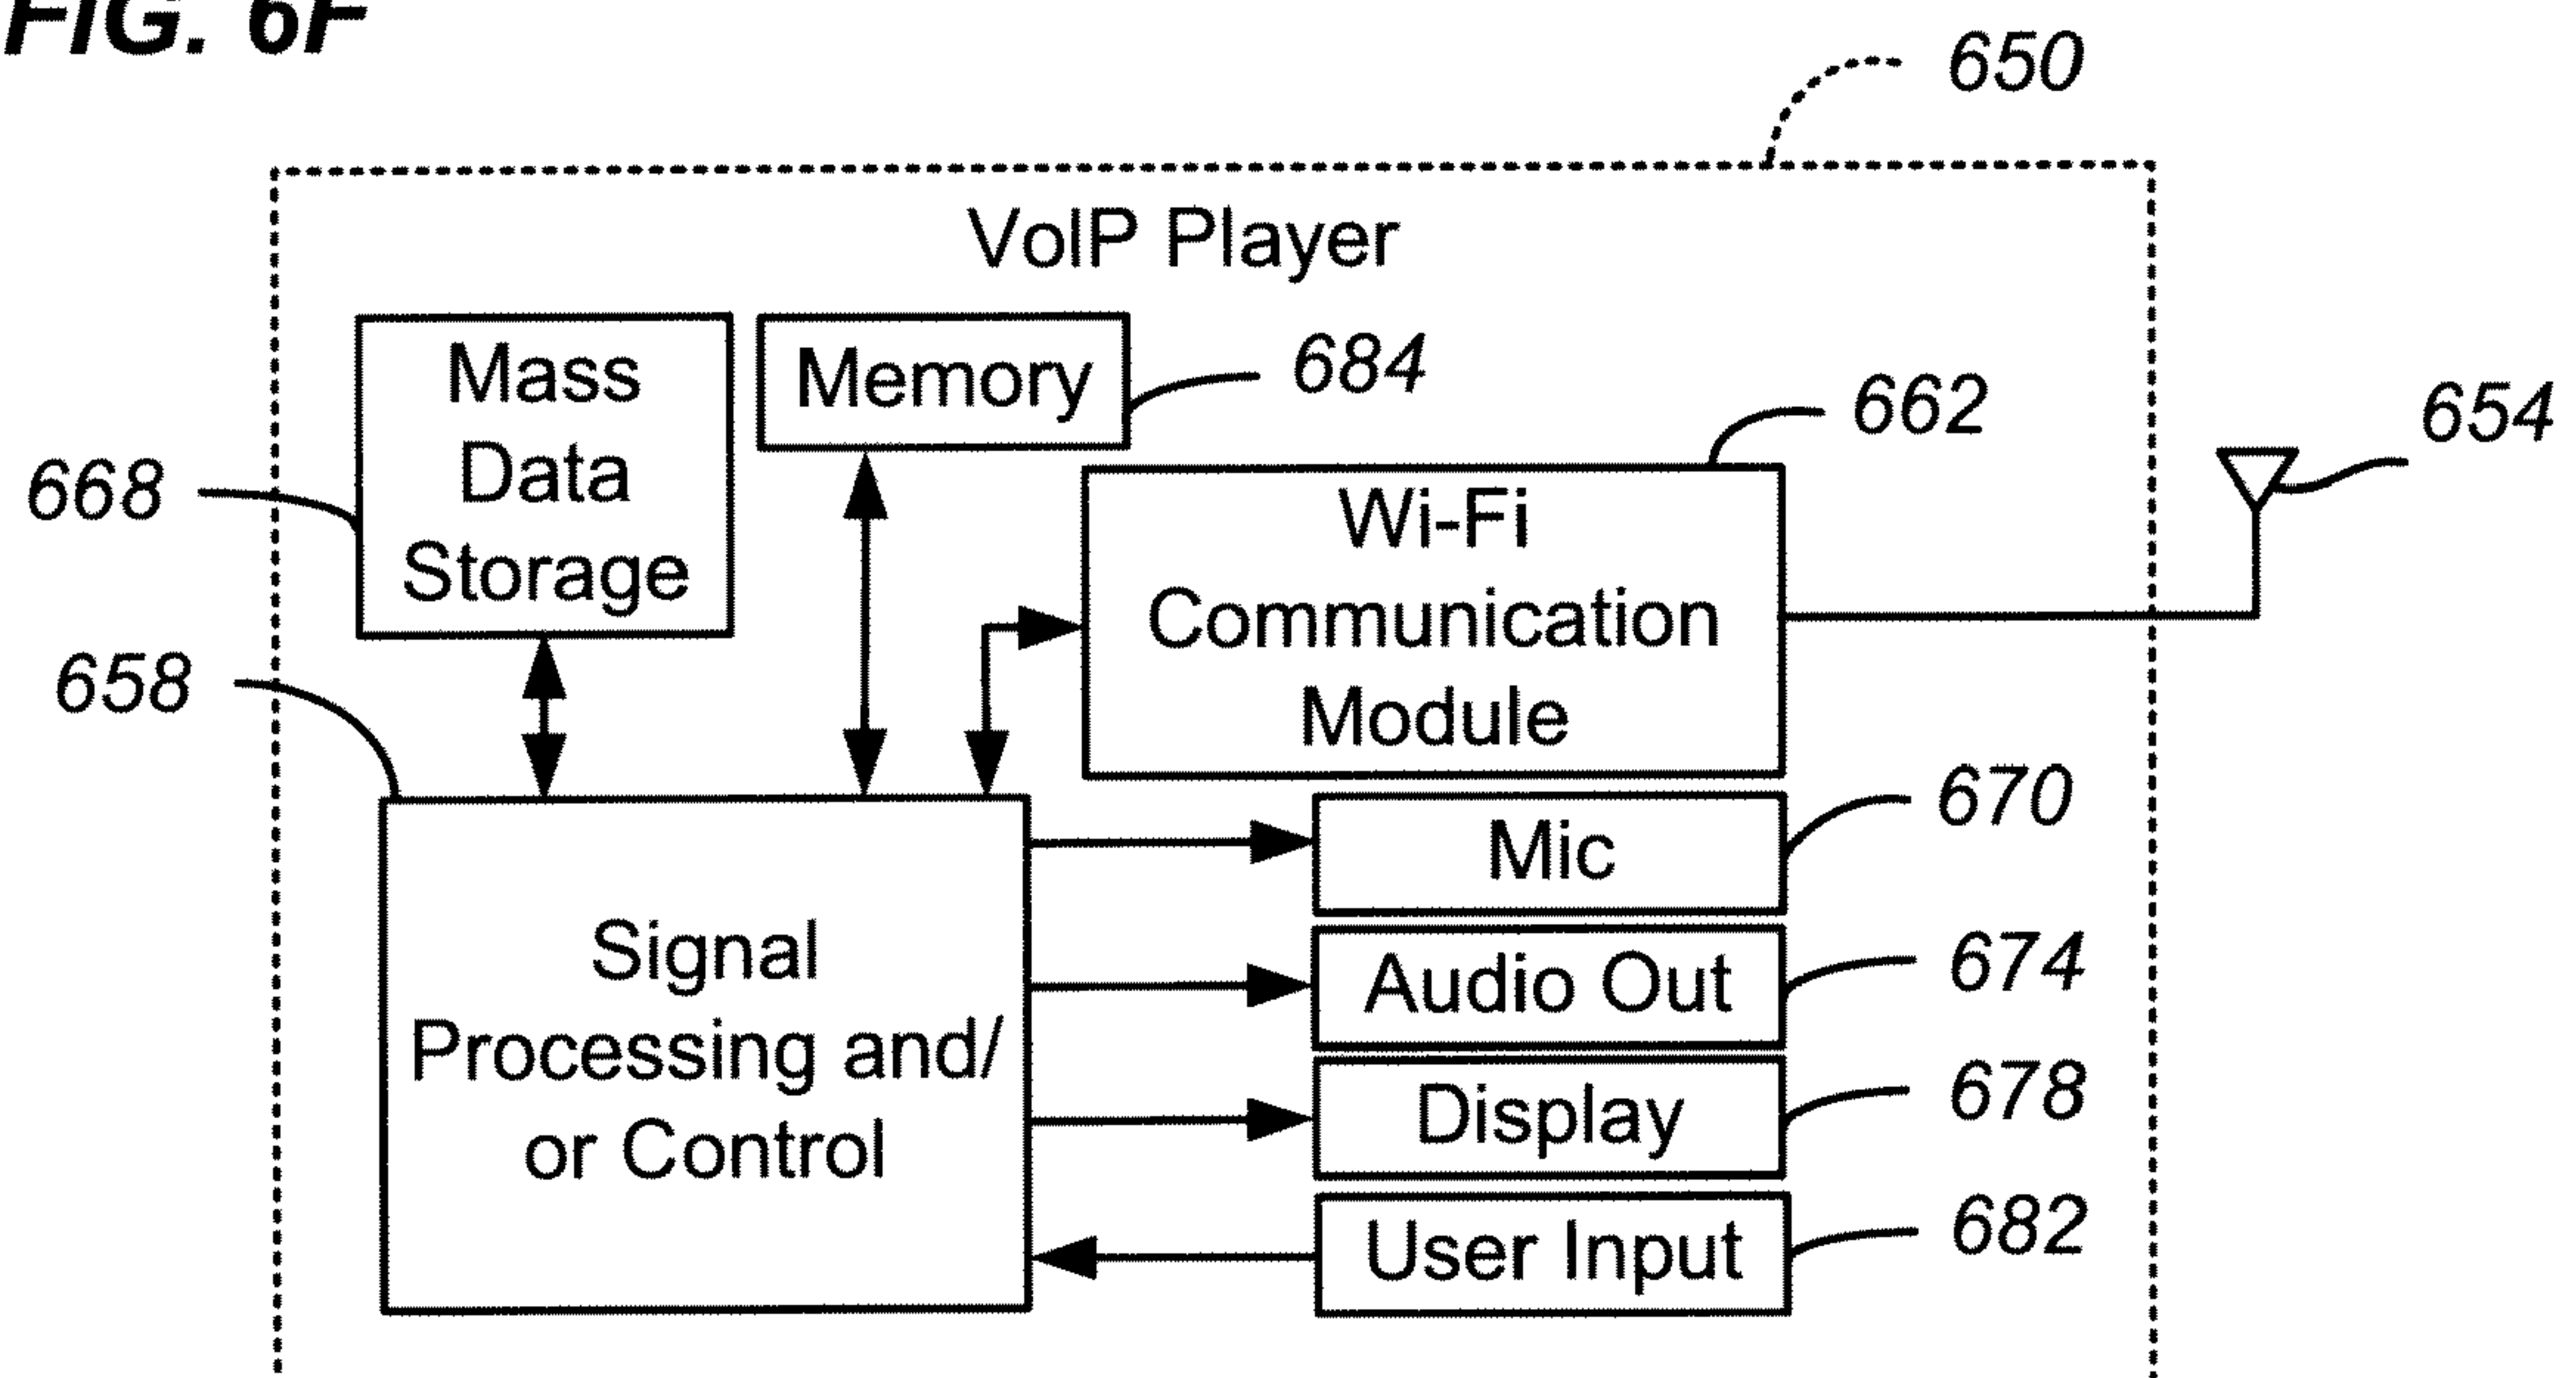 FIG. 6F
650
VoIP Player
Mass
Data
Storage
Memory
684
662
654
668
Wi-Fi
Communication
Module
658
670
Mic
Signal
Processing and/
or Control
Audio Out
674
Display
678
User Input
682